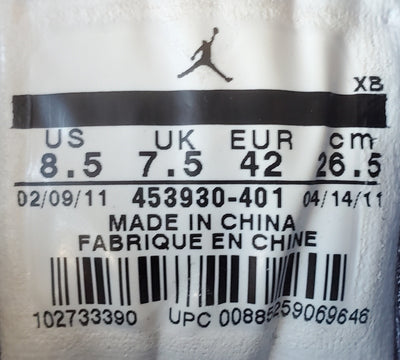 XB
US UK EUR cm
8.5 7.5 42 26.5
02/09/11 453930-401 04/14/11
MADE IN CHINA
FABRIQUE EN CHINE
102733390 UPC 00885259069646